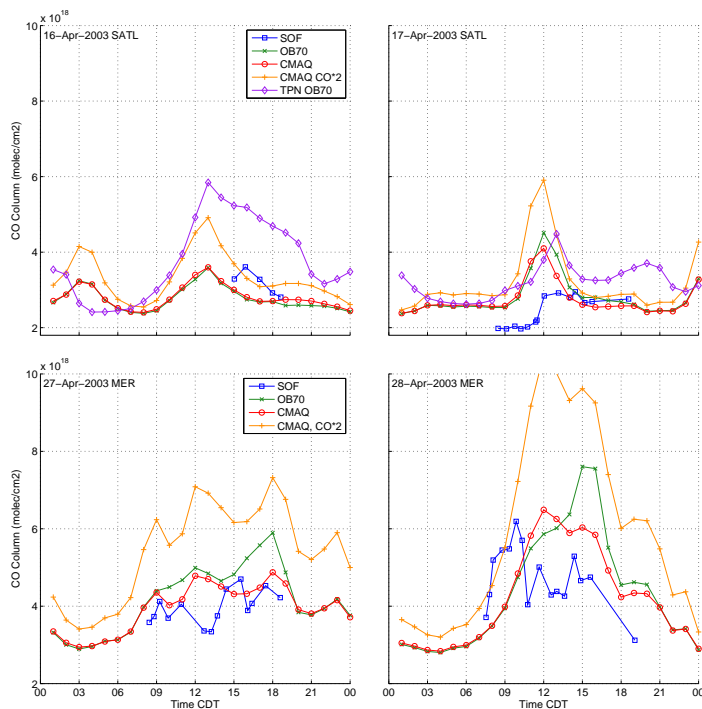 x 10^18
10
16−Apr−2003 SATL
17−Apr−2003 SATL
SOF
OB70
CMAQ
CMAQ CO*2
TPN OB70
8
6
4
2
CO Column (molec/cm2)
x 10^18
10
27−Apr−2003 MER
28−Apr−2003 MER
SOF
OB70
CMAQ
CMAQ, CO*2
8
6
4
2
CO Column (molec/cm2)
00 03 06 09 12 15 18 21 00
00 03 06 09 12 15 18 21 00
Time CDT
Time CDT